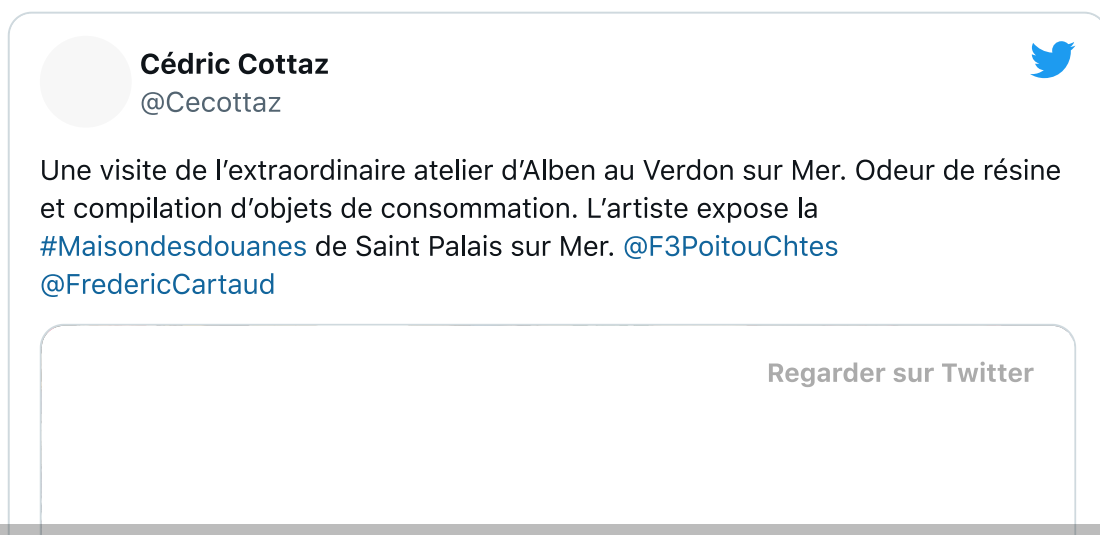 Cédric Cottaz
@Cecottaz
Une visite de l’extraordinaire atelier d’Alben au Verdon sur Mer. Odeur de résine
et compilation d’objets de consommation. L’artiste expose la
#Maisondesdouanes de Saint Palais sur Mer. @F3PoitouChtes
@FredericCartaud
Regarder sur Twitter